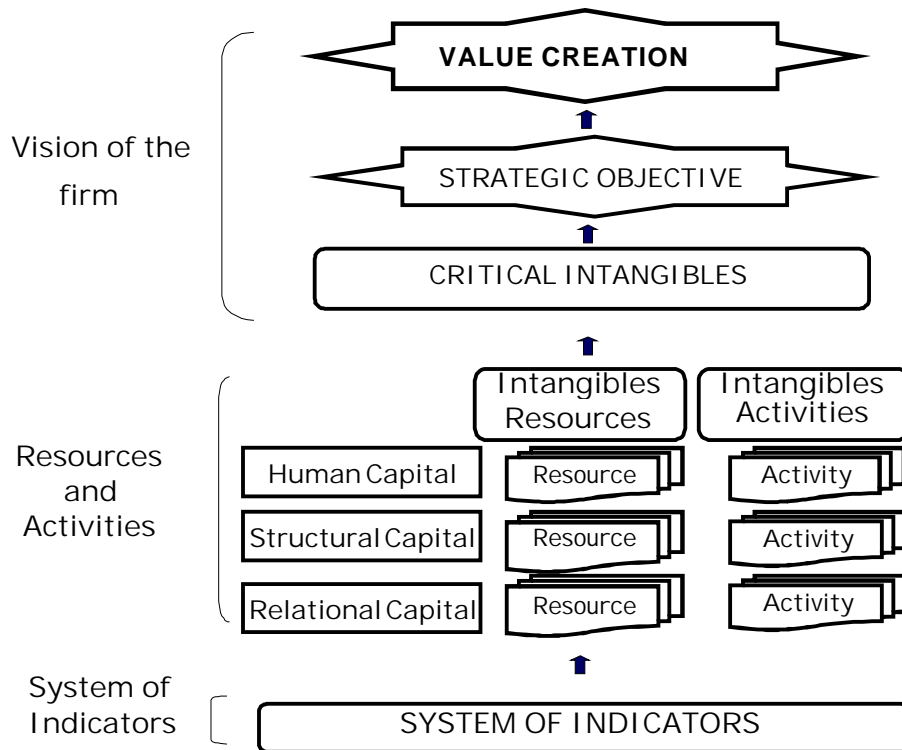 VALUE CREATION
Vision of the
firm
STRATEGIC OBJECTIVE
CRITICAL INTANGIBLES
Intangibles
Resources
Intangibles
Activities
Resources
and
Activities
Human Capital
Resource
Activity
Structural Capital
Resource
Activity
Relational Capital
Resource
Activity
System of
Indicators
SYSTEM OF INDICATORS